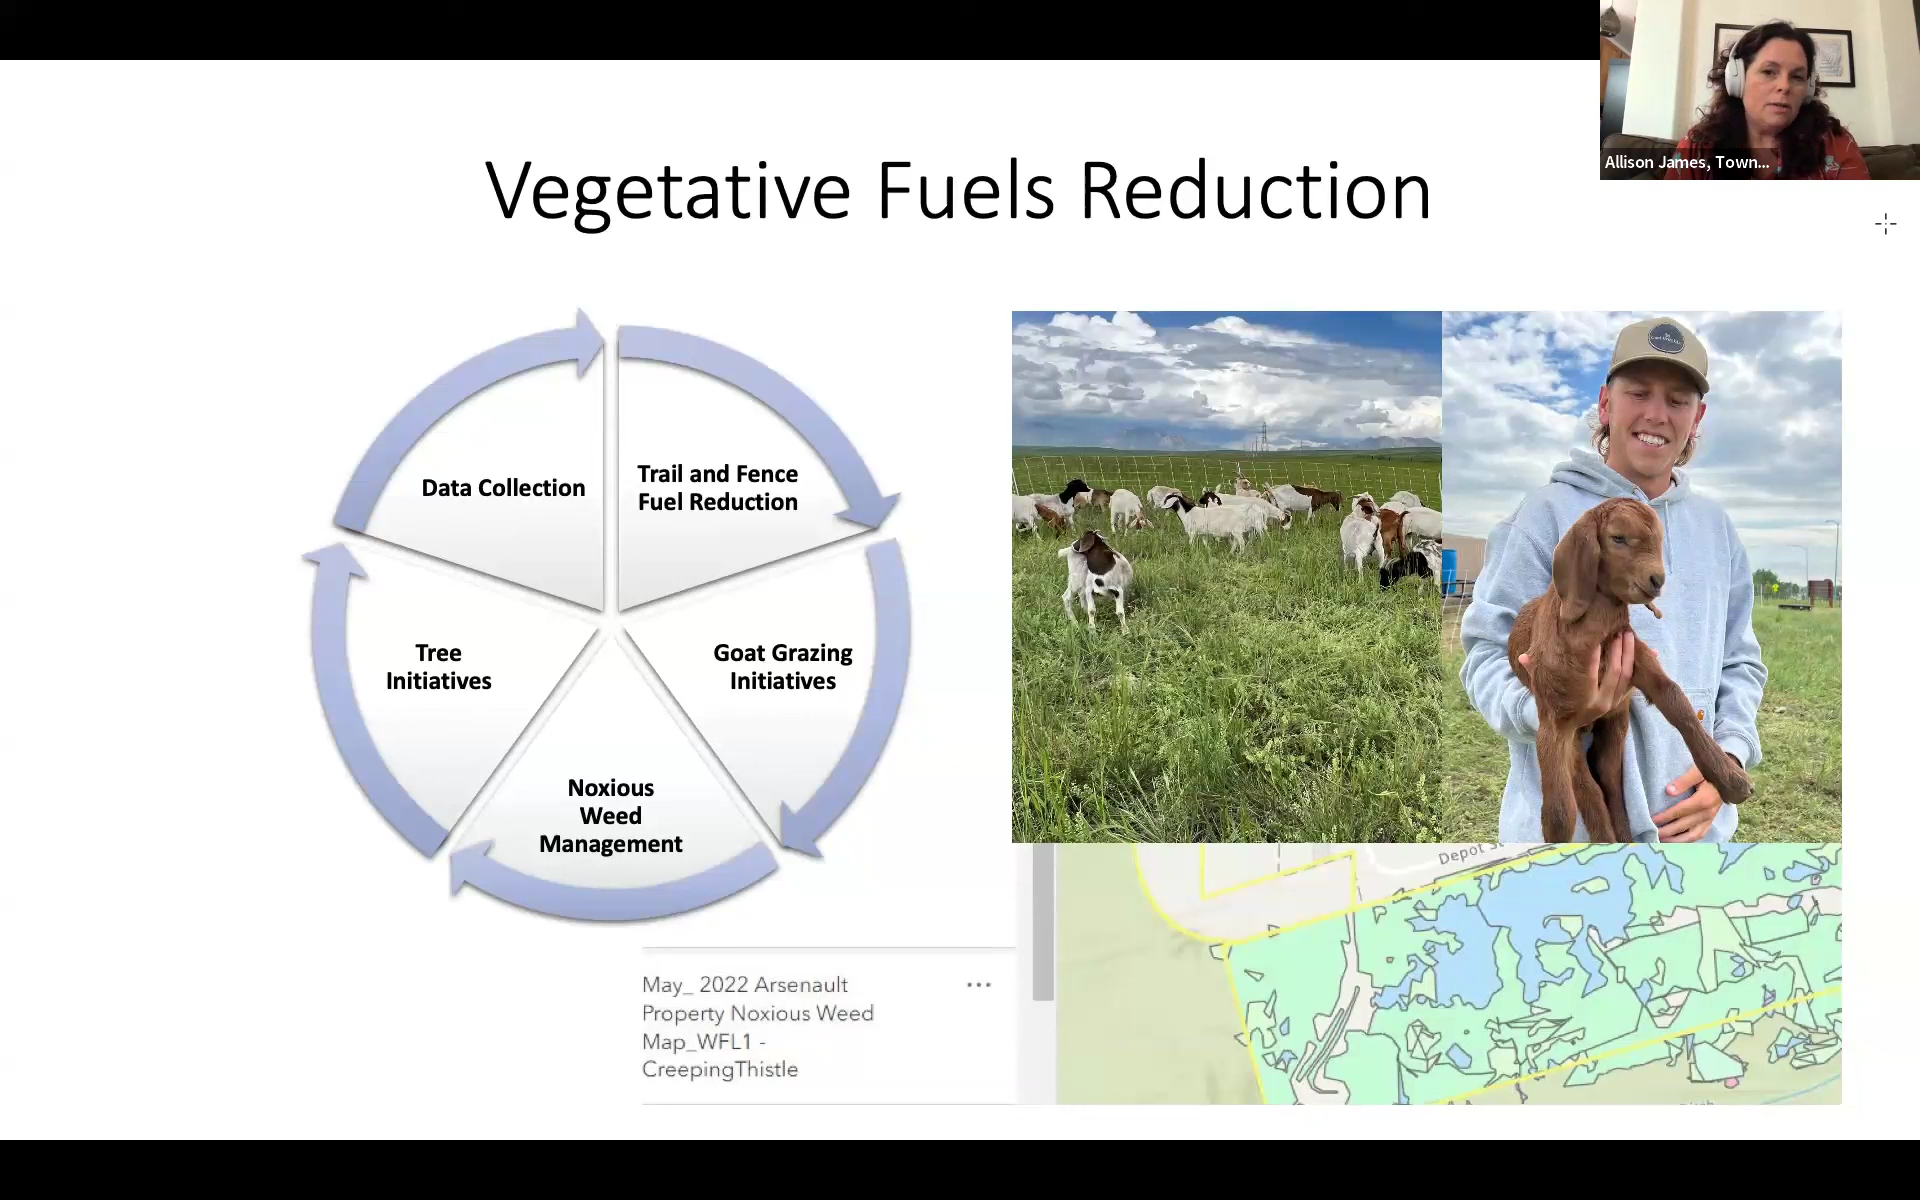 Allison James, Town...
Vegetative Fuels Reduction
Data Collection
Trail and Fence
Fuel Reduction
Tree
Initiatives
Goat Grazing
Initiatives
Noxious
Weed
Management
Depot St
May_ 2022 Arsenault
Property Noxious Weed
Map_WFL1 -
CreepingThistle
...